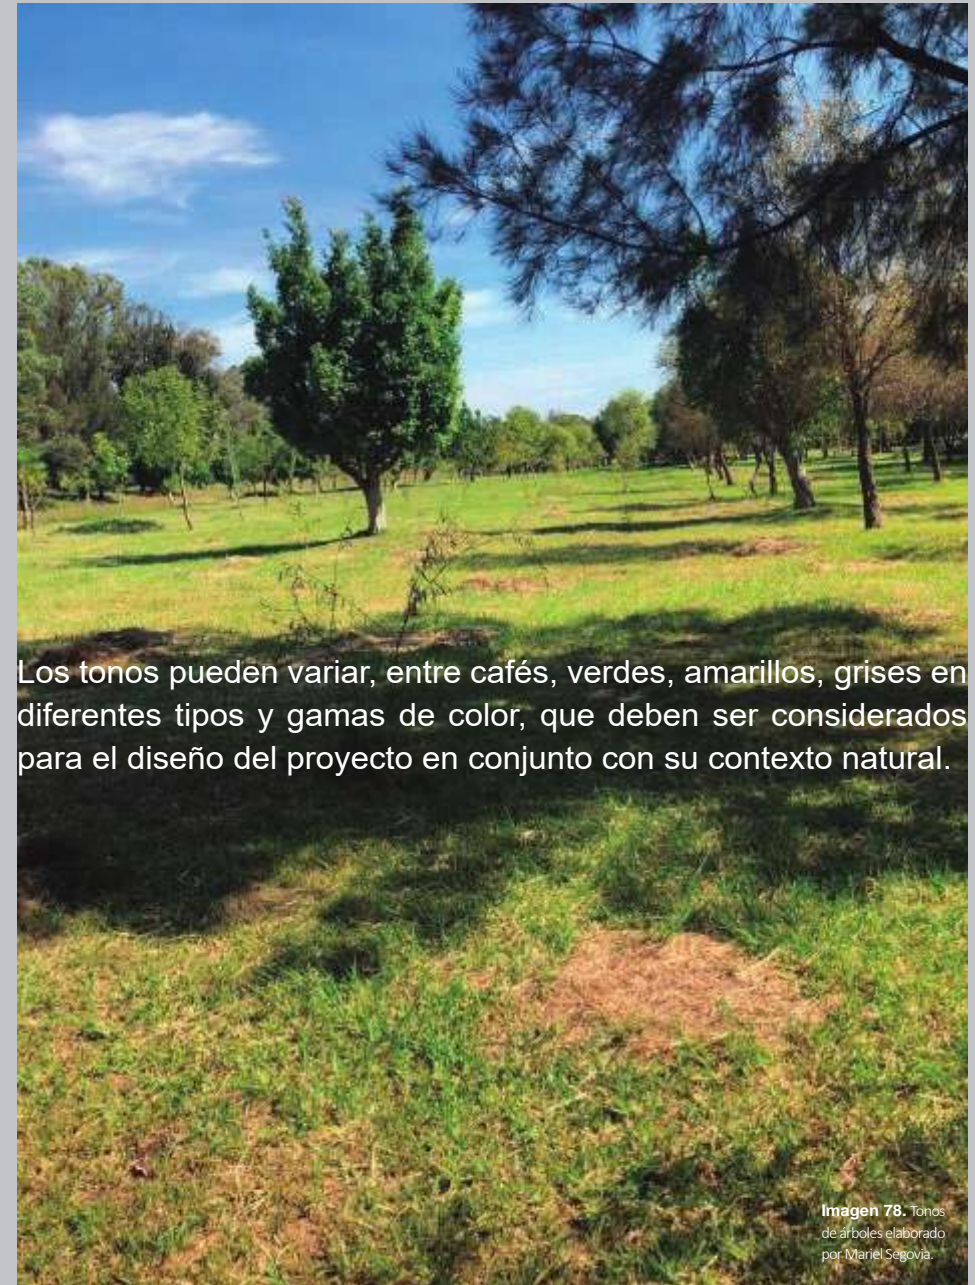 Los tonos pueden variar, entre cafés, verdes, amarillos, grises en
diferentes tipos y gamas de color, que deben ser considerados
para el diseño del proyecto en conjunto con su contexto natural.
Imagen 78. Tonos
de árboles elaborado
por Mariel Segovia.